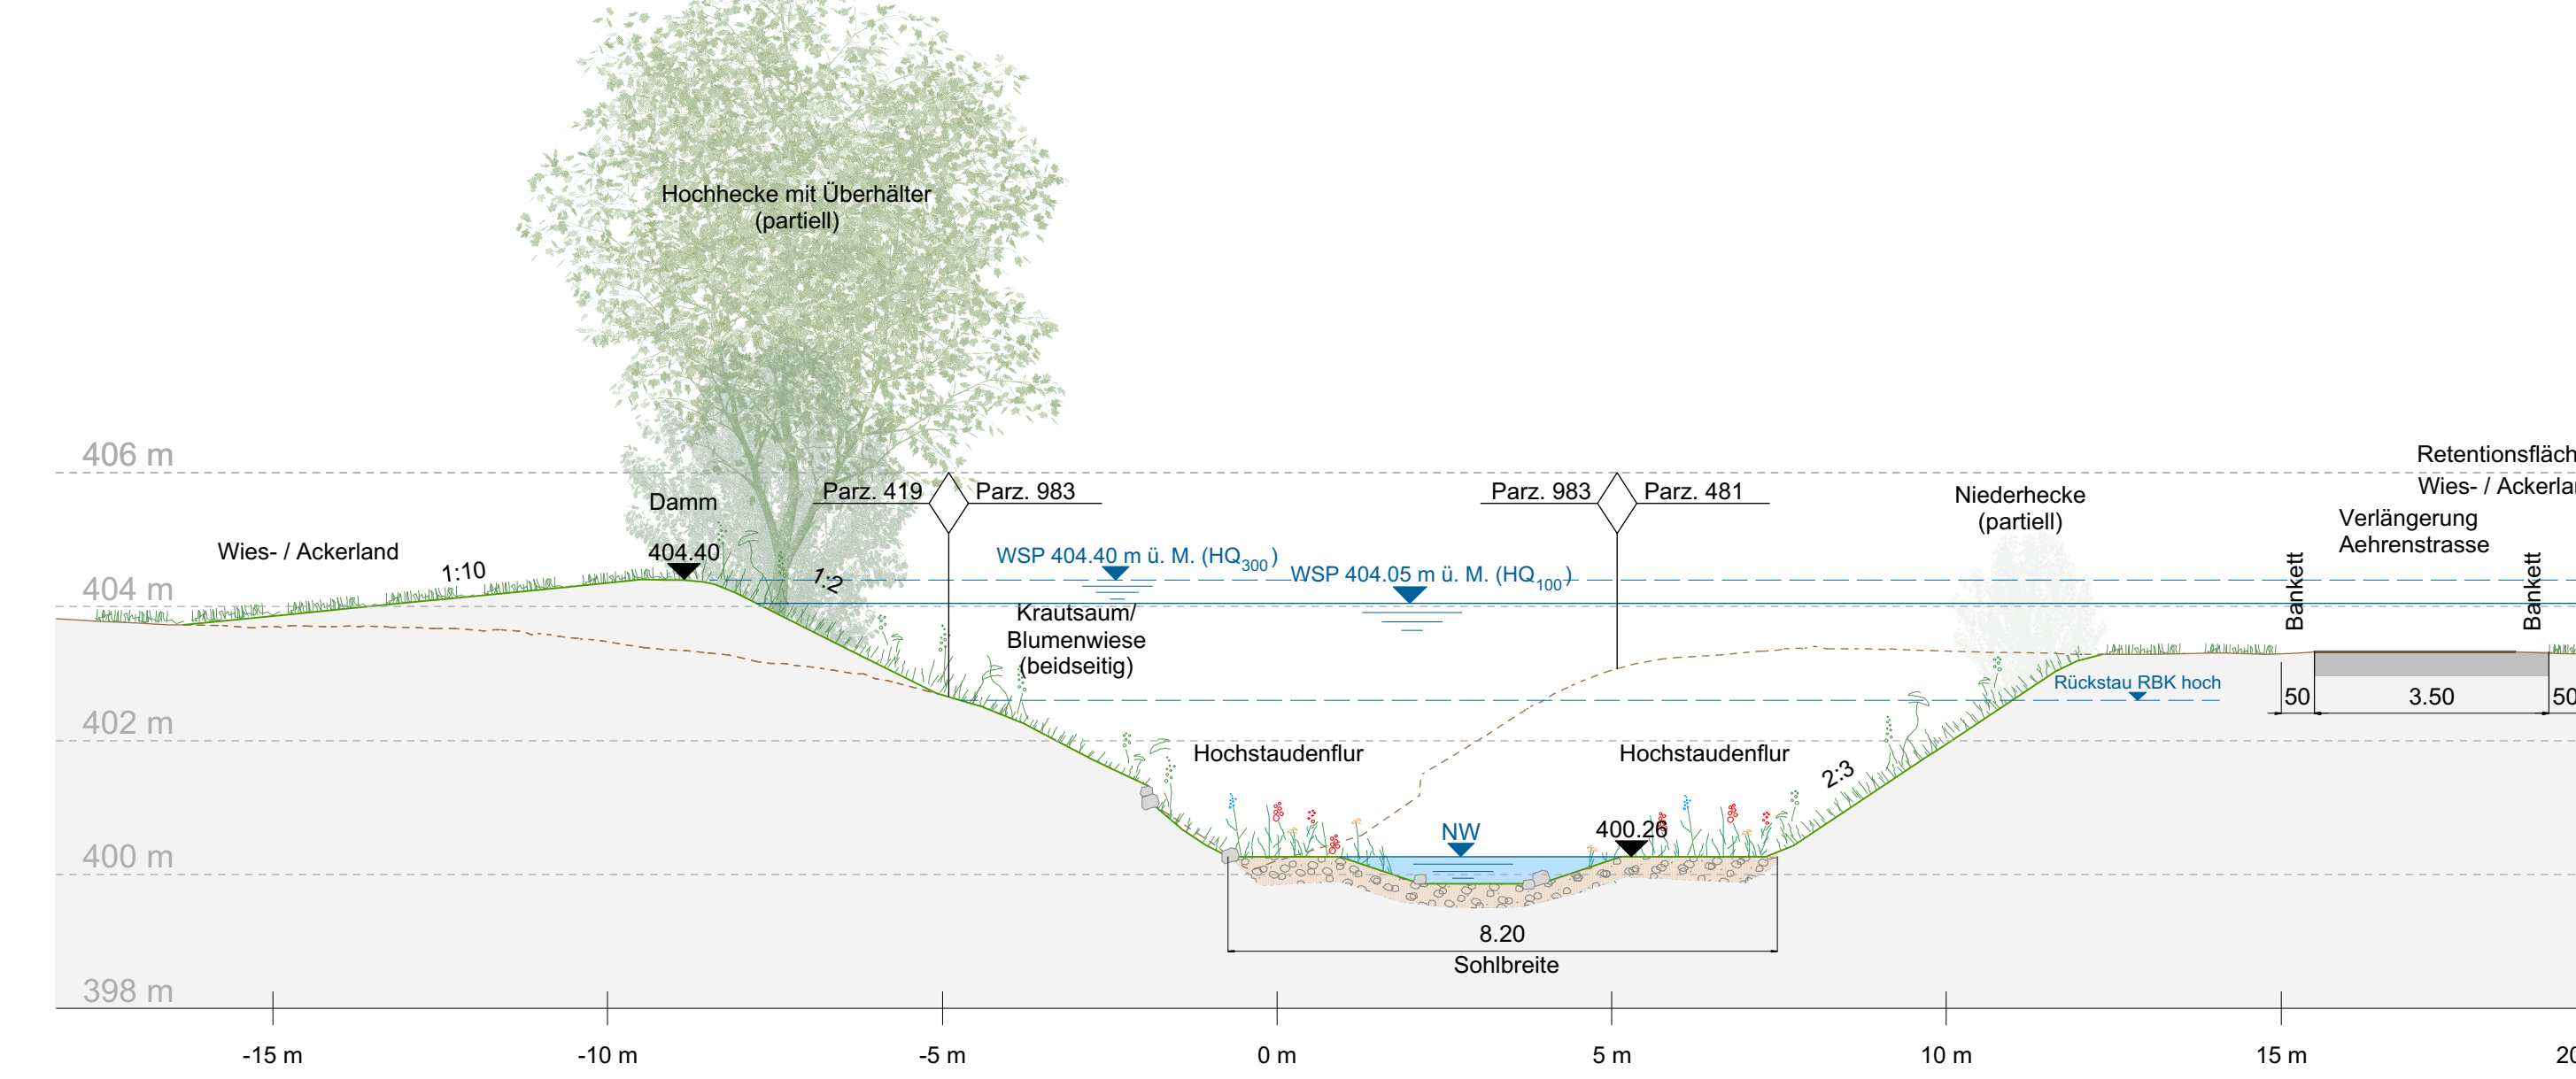 Hochhecke mit Überhälter
(partiell)
406 m
Damm
Parz. 419
Parz. 983
Parz. 983
Parz. 481
Niederhecke
(partiell)
Wies- / Ackerland
1:10
404.40
1:2
WSP 404.40 m ü. M. (HQ300)
WSP 404.05 m ü. M. (HQ100)
Verlängerung
Aehrenstrasse
Bankett
Bankett
404 m
Krautsaum/
Blumenwiese
(beidseitig)
Rückstau RBK hoch
50
3.50
50
402 m
Hochstaudenflur
Hochstaudenflur
2:3
NW
400.26
400 m
8.20
Sohlbreite
398 m
-15 m
-10 m
-5 m
0 m
5 m
10 m
15 m
Wies- /